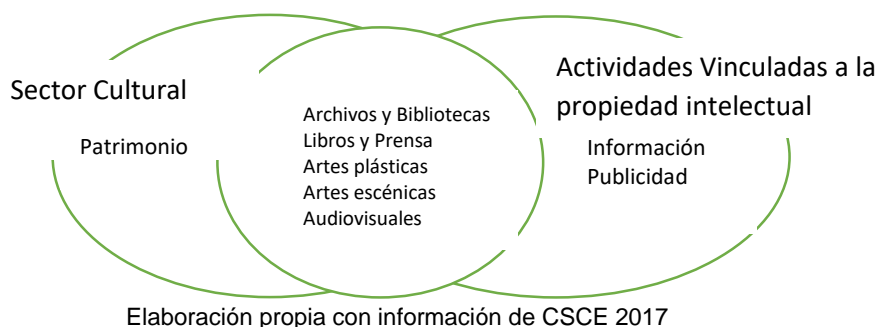 Sector Cultural
Patrimonio
Archivos y Bibliotecas
Libros y Prensa
Artes plásticas
Artes escénicas
Audiovisuales
Actividades Vinculadas a la
propiedad intelectual
Información
Publicidad
Elaboración propia con información de CSCE 2017